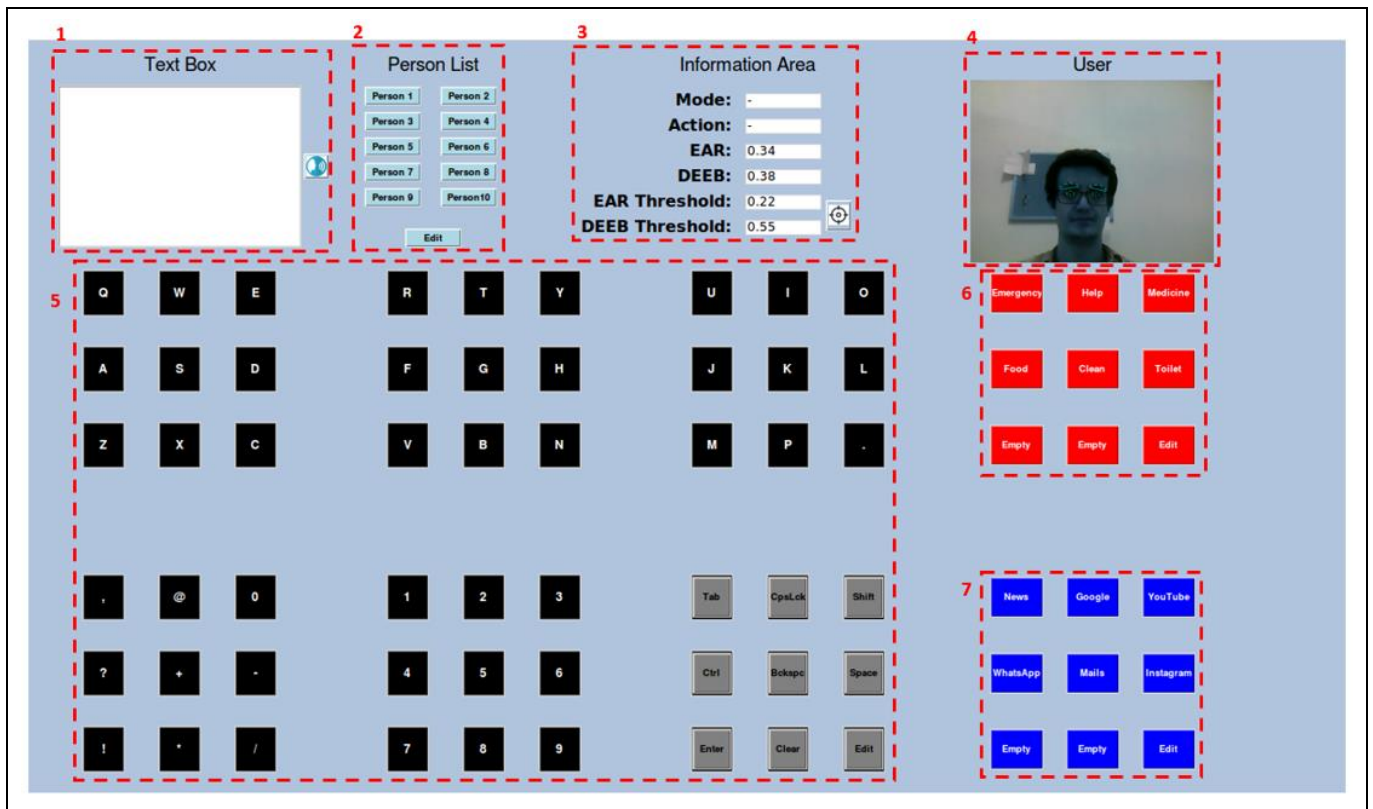 1
2
3
4
Text Box
Person List
Information Area
User
Person 1 Person 2
Person 3 Person 4
Person 5 Person 6
Person 7 Person 8
Person 9 Person10
Edit
Mode: -
Action: -
EAR: 0.34
DEEB: 0.38
EAR Threshold: 0.22
DEEB Threshold: 0.55
5
Q W E R T Y U I O
A S D F G H J K L
Z X C V B N M P .
, @ 0 1 2 3 Tab CpsLck Shift
? + - 4 5 6 Ctrl Bckspc Space
! * / 7 8 9 Enter Clear Edit
6
Emergency Help Medicine
Food Clean Toilet
Empty Empty Edit
7
News Google YouTube
WhatsApp Mails Instagram
Empty Empty Edit